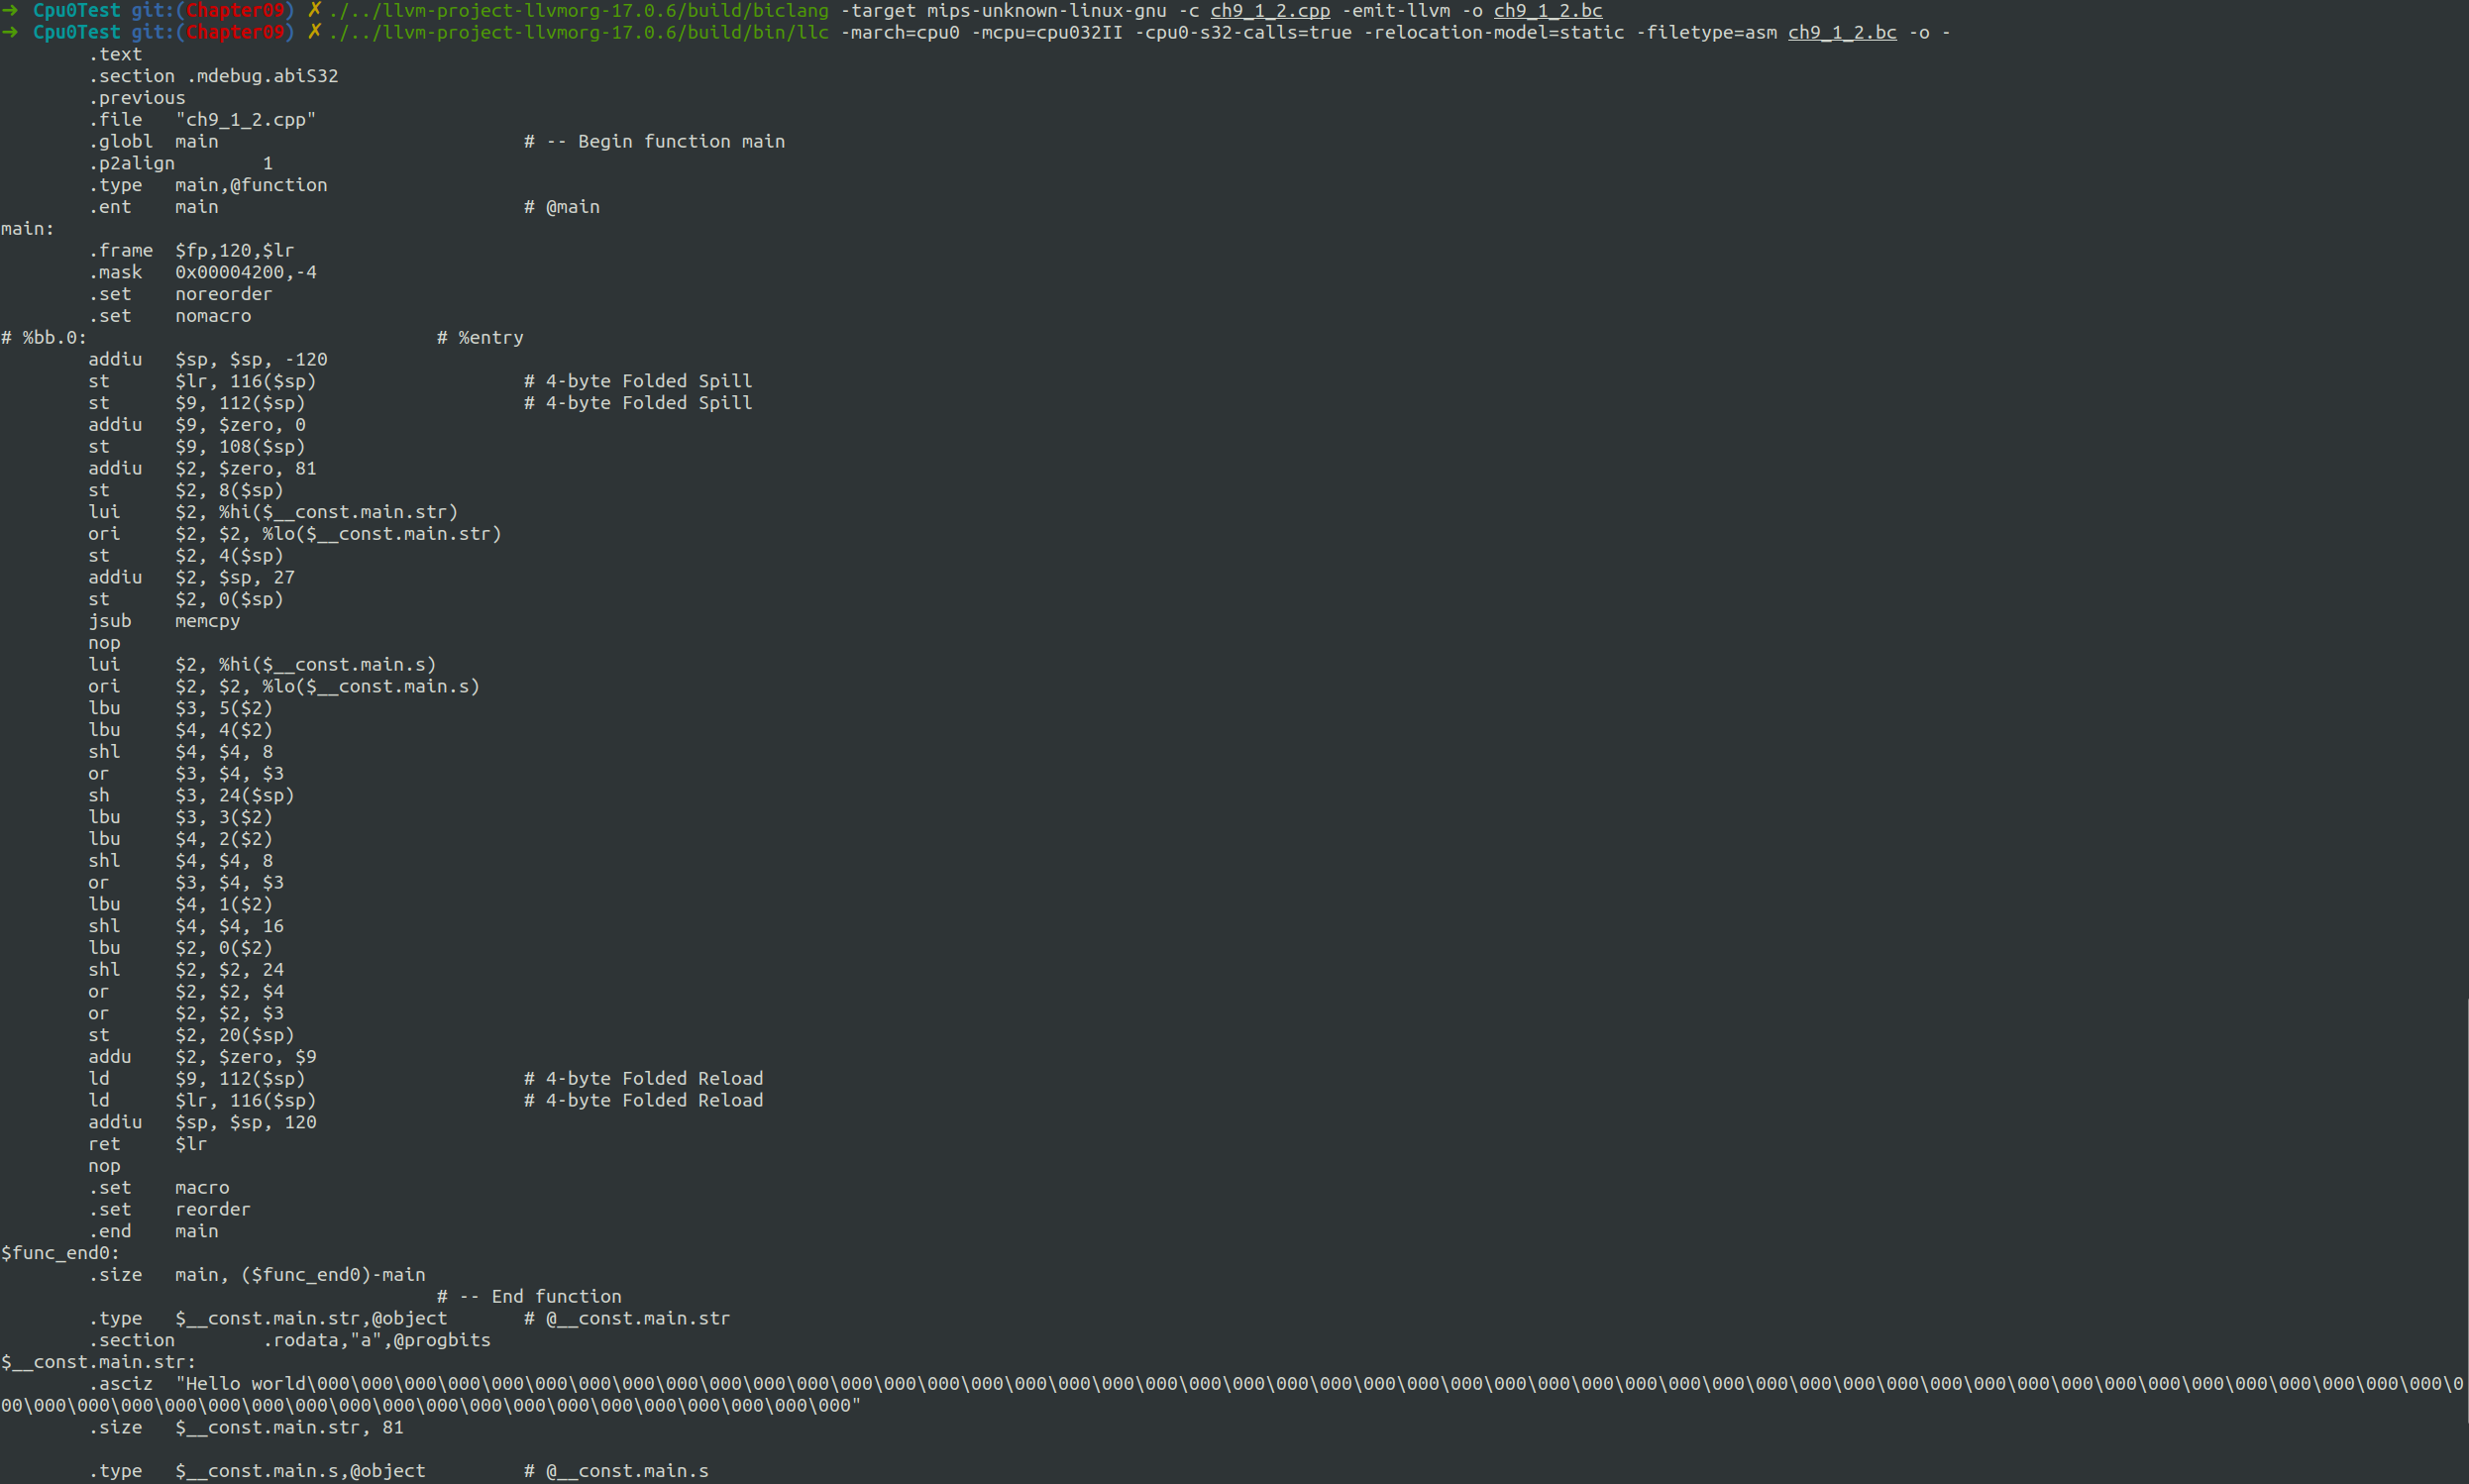 ➜  Cpu0Test git:(Chapter09) ✗ ./../llvm-project-llvmorg-17.0.6/build/biclang -target mips-unknown-linux-gnu -c ch9_1_2.cpp -emit-llvm -o ch9_1_2.bc
➜  Cpu0Test git:(Chapter09) ✗ ./../llvm-project-llvmorg-17.0.6/build/bin/llc -march=cpu0 -mcpu=cpu032II -cpu0-s32-calls=true -relocation-model=static -filetype=asm ch9_1_2.bc -o -
        .text
        .section .mdebug.abiS32
        .previous
        .file   "ch9_1_2.cpp"
        .globl  main                            # -- Begin function main
        .p2align        1
        .type   main,@function
        .ent    main                            # @main
main:
        .frame  $fp,120,$lr
        .mask   0x00004200,-4
        .set    noreorder
        .set    nomacro
# %bb.0:                                # %entry
        addiu   $sp, $sp, -120
        st      $lr, 116($sp)                   # 4-byte Folded Spill
        st      $9, 112($sp)                    # 4-byte Folded Spill
        addiu   $9, $zero, 0
        st      $9, 108($sp)
        addiu   $2, $zero, 81
        st      $2, 8($sp)
        lui     $2, %hi($__const.main.str)
        ori     $2, $2, %lo($__const.main.str)
        st      $2, 4($sp)
        addiu   $2, $sp, 27
        st      $2, 0($sp)
        jsub    memcpy
        nop
        lui     $2, %hi($__const.main.s)
        ori     $2, $2, %lo($__const.main.s)
        lbu     $3, 5($2)
        lbu     $4, 4($2)
        shl     $4, $4, 8
        or      $3, $4, $3
        sh      $3, 24($sp)
        lbu     $3, 3($2)
        lbu     $4, 2($2)
        shl     $4, $4, 8
        or      $3, $4, $3
        lbu     $4, 1($2)
        shl     $4, $4, 16
        lbu     $2, 0($2)
        shl     $2, $2, 24
        or      $2, $2, $4
        or      $2, $2, $3
        st      $2, 20($sp)
        addu    $2, $zero, $9
        ld      $9, 112($sp)                    # 4-byte Folded Reload
        ld      $lr, 116($sp)                   # 4-byte Folded Reload
        addiu   $sp, $sp, 120
        ret     $lr
        nop
        .set    macro
        .set    reorder
        .end    main
$func_end0:
        .size   main, ($func_end0)-main
                                        # -- End function
        .type   $__const.main.str,@object       # @__const.main.str
        .section        .rodata,"a",@progbits
$__const.main.str:
        .asciz  "Hello world\000\000\000\000\000\000\000\000\000\000\000\000\000\000\000\000\000\000\000\000\000\000\000\000\000\000\000\000\000\000\000\000\000\000\000\000\000\000\000\000\000\000\000\000\000\000\000\000\000\0
00\000\000\000\000\000\000\000\000\000\000\000\000\000\000\000\000\000\000\000"
        .size   $__const.main.str, 81
        .type   $__const.main.s,@object         # @__const.main.s